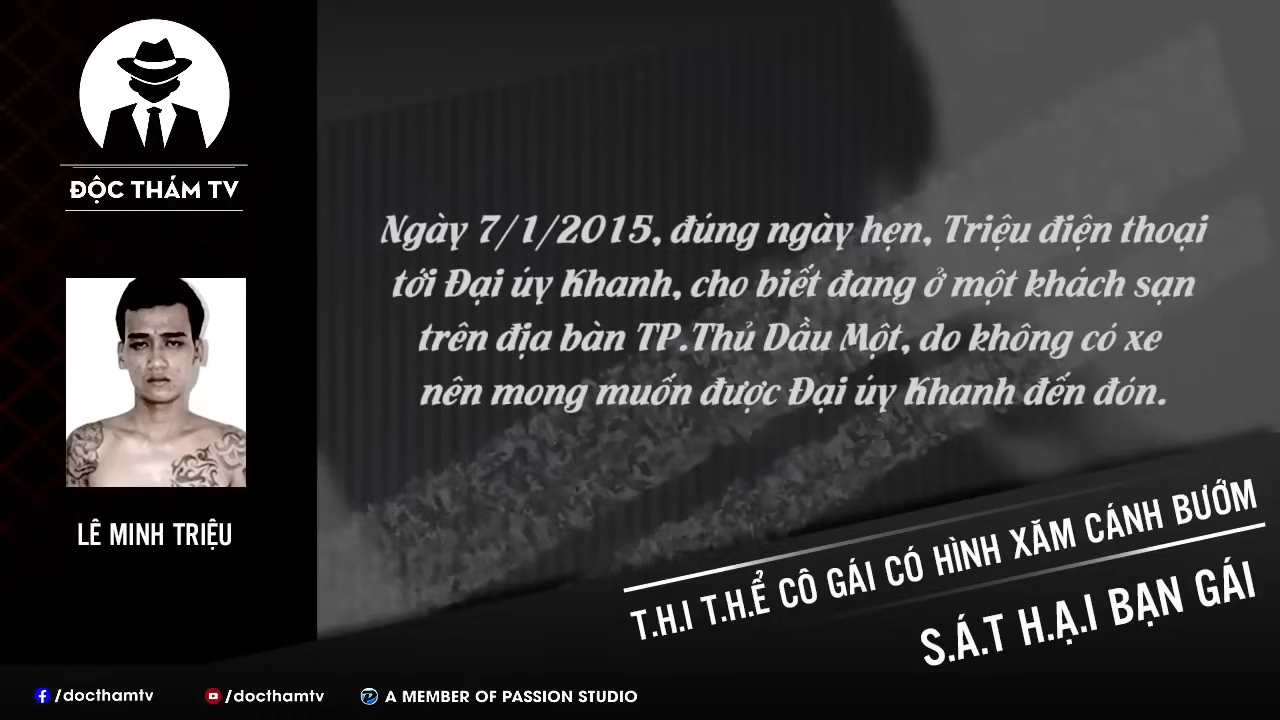 ĐỘC THÁM TV
LÊ MINH TRIỆU
Ngày 7/1/2015, đúng ngày hẹn, Triệu điện thoại
tới Đại úy Khanh, cho biết đang ở một khách sạn
trên địa bàn TP.Thủ Dầu Một, do không có xe
nên mong muốn được Đại úy Khanh đến đón.
T.H.I T.H.Ể CÔ GÁI CÓ HÌNH XĂM CÁNH BƯỚM
S.Á.T H.Ạ.I BẠN GÁI
/docthamtv
/docthamtv
A MEMBER OF PASSION STUDIO